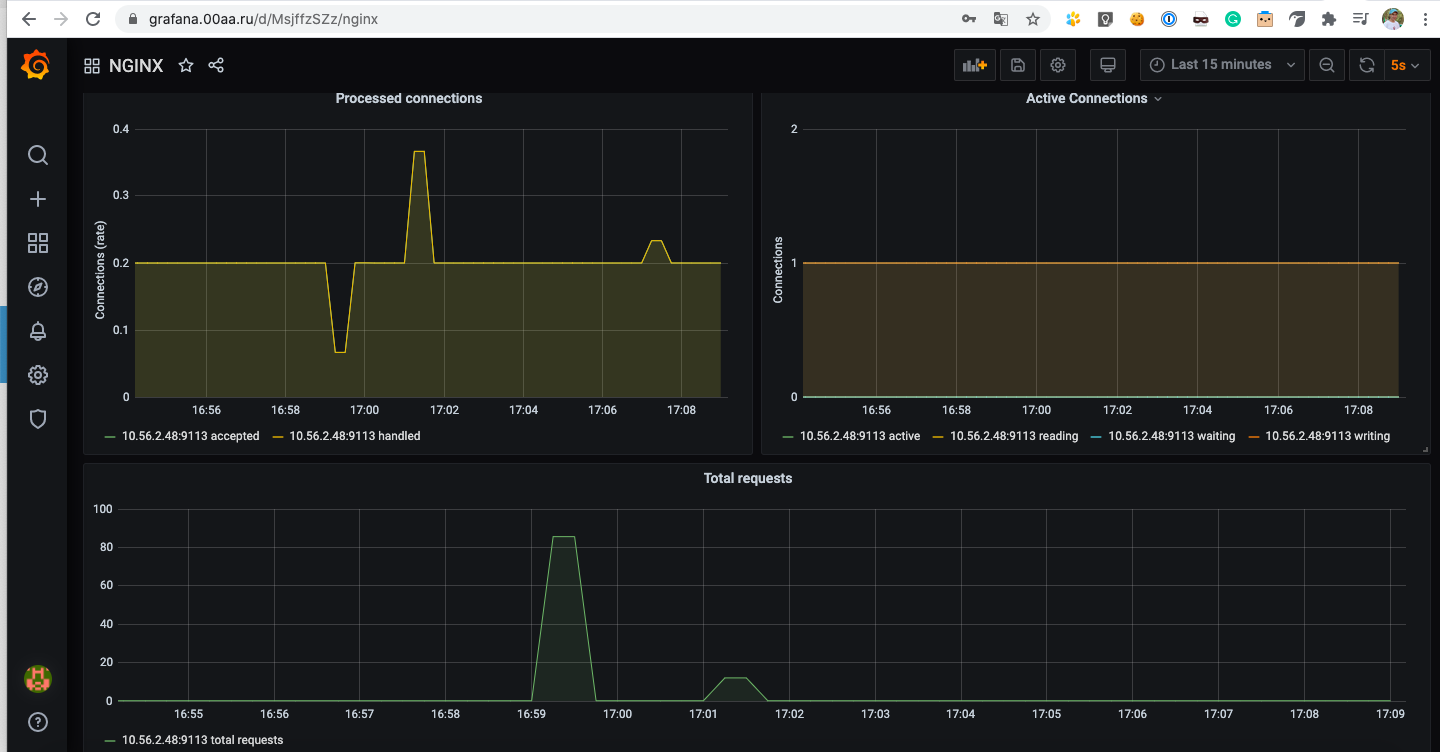 grafana.00aa.ru/d/MsjffzSZz/nginx
NGINX
Last 15 minutes
5s
Processed connections
Connections (rate)
0.4
0.3
0.2
0.1
0
16:56 16:58 17:00 17:02 17:04 17:06 17:08
10.56.2.48:9113 accepted 10.56.2.48:9113 handled
Active Connections
Connections
2
1
0
16:56 16:58 17:00 17:02 17:04 17:06 17:08
10.56.2.48:9113 active 10.56.2.48:9113 reading 10.56.2.48:9113 waiting 10.56.2.48:9113 writing
Total requests
100
80
60
40
20
0
16:55 16:56 16:57 16:58 16:59 17:00 17:01 17:02 17:03 17:04 17:05 17:06 17:07 17:08 17:09
10.56.2.48:9113 total requests